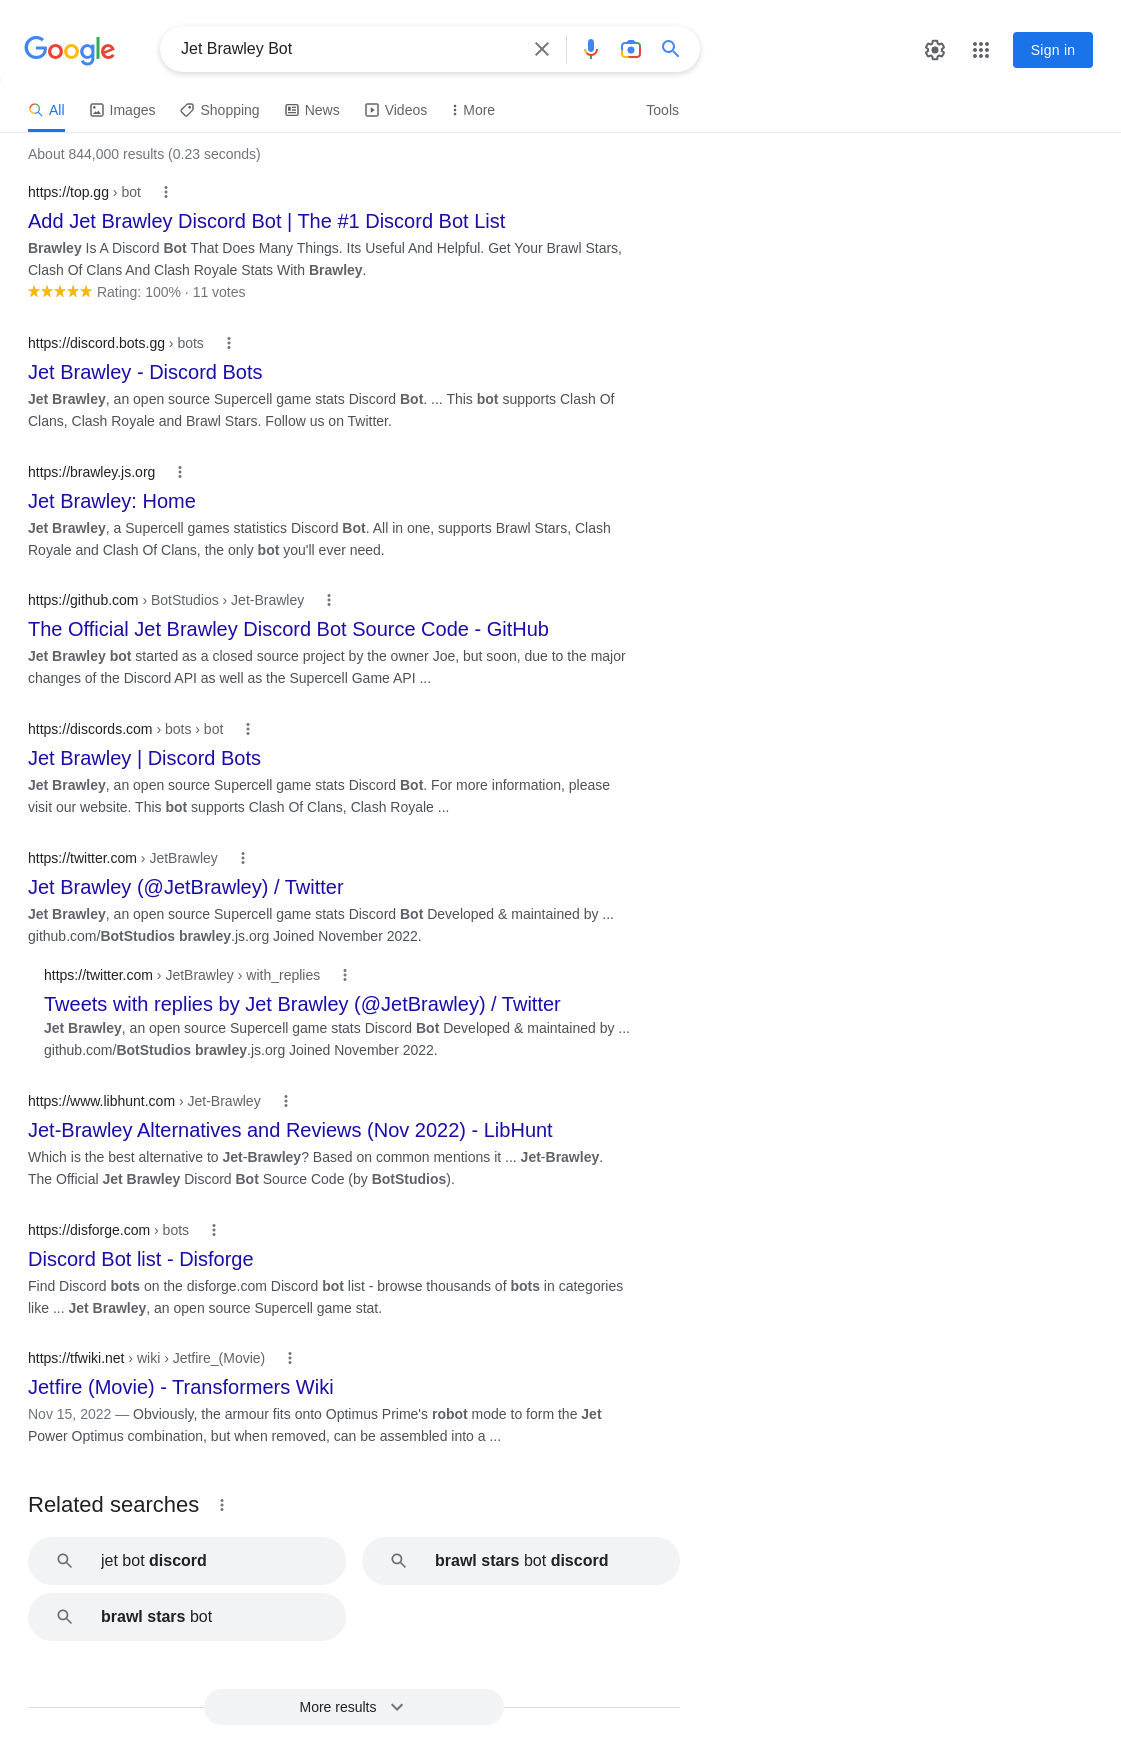 Google
Jet Brawley Bot
Sign in
All
Images
Shopping
News
Videos
More
Tools
About 844,000 results (0.23 seconds)
https://top.gg › bot
Add Jet Brawley Discord Bot | The #1 Discord Bot List
Brawley Is A Discord Bot That Does Many Things. Its Useful And Helpful. Get Your Brawl Stars,
Clash Of Clans And Clash Royale Stats With Brawley.
Rating: 100% · 11 votes
https://discord.bots.gg › bots
Jet Brawley - Discord Bots
Jet Brawley, an open source Supercell game stats Discord Bot. ... This bot supports Clash Of
Clans, Clash Royale and Brawl Stars. Follow us on Twitter.
https://brawley.js.org
Jet Brawley: Home
Jet Brawley, a Supercell games statistics Discord Bot. All in one, supports Brawl Stars, Clash
Royale and Clash Of Clans, the only bot you'll ever need.
https://github.com › BotStudios › Jet-Brawley
The Official Jet Brawley Discord Bot Source Code - GitHub
Jet Brawley bot started as a closed source project by the owner Joe, but soon, due to the major
changes of the Discord API as well as the Supercell Game API ...
https://discords.com › bots › bot
Jet Brawley | Discord Bots
Jet Brawley, an open source Supercell game stats Discord Bot. For more information, please
visit our website. This bot supports Clash Of Clans, Clash Royale ...
https://twitter.com › JetBrawley
Jet Brawley (@JetBrawley) / Twitter
Jet Brawley, an open source Supercell game stats Discord Bot Developed & maintained by ...
github.com/BotStudios brawley.js.org Joined November 2022.
https://twitter.com › JetBrawley › with_replies
Tweets with replies by Jet Brawley (@JetBrawley) / Twitter
Jet Brawley, an open source Supercell game stats Discord Bot Developed & maintained by ...
github.com/BotStudios brawley.js.org Joined November 2022.
https://www.libhunt.com › Jet-Brawley
Jet-Brawley Alternatives and Reviews (Nov 2022) - LibHunt
Which is the best alternative to Jet-Brawley? Based on common mentions it ... Jet-Brawley.
The Official Jet Brawley Discord Bot Source Code (by BotStudios).
https://disforge.com › bots
Discord Bot list - Disforge
Find Discord bots on the disforge.com Discord bot list - browse thousands of bots in categories
like ... Jet Brawley, an open source Supercell game stat.
https://tfwiki.net › wiki › Jetfire_(Movie)
Jetfire (Movie) - Transformers Wiki
Nov 15, 2022 — Obviously, the armour fits onto Optimus Prime's robot mode to form the Jet
Power Optimus combination, but when removed, can be assembled into a ...
Related searches
jet bot discord
brawl stars bot discord
brawl stars bot
More results